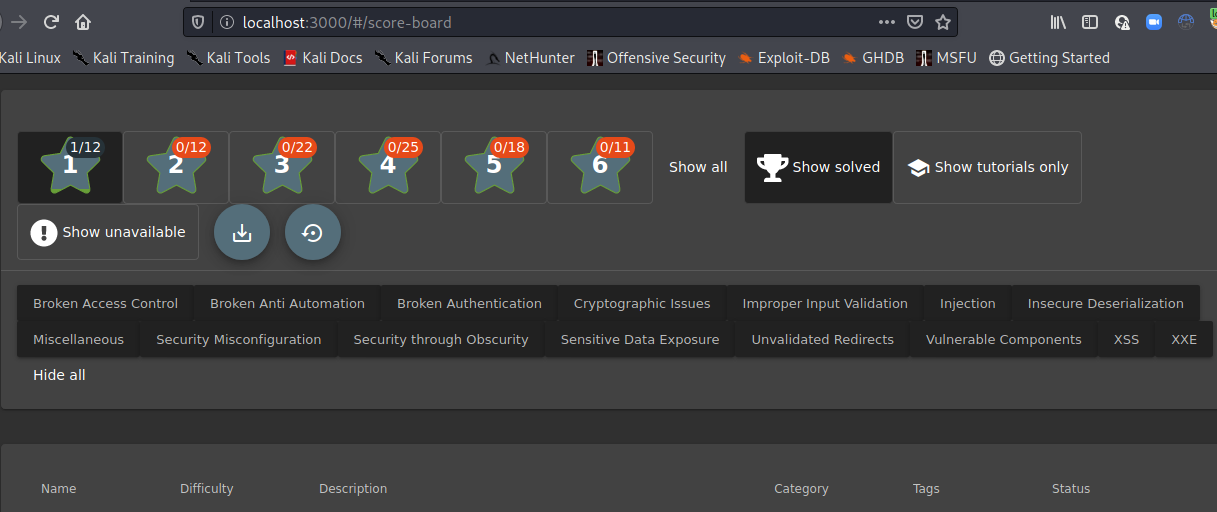 localhost:3000/#/score-board
Kali Linux Kali Training Kali Tools Kali Docs Kali Forums NetHunter Offensive Security Exploit-DB GHDB MSFU Getting Started
1/12 0/12 0/22 0/25 0/18 0/11
1 2 3 4 5 6 Show all Show solved Show tutorials only
Show unavailable
Broken Access Control Broken Anti Automation Broken Authentication Cryptographic Issues Improper Input Validation Injection Insecure Deserialization
Miscellaneous Security Misconfiguration Security through Obscurity Sensitive Data Exposure Unvalidated Redirects Vulnerable Components XSS XXE
Hide all
Name Difficulty Description Category Tags Status